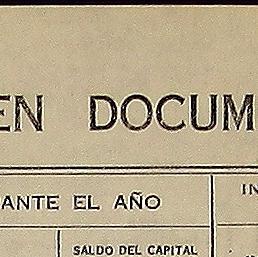 EN DOCUM
ANTE EL AÑO
IN
SALDO DEL CAPITAL